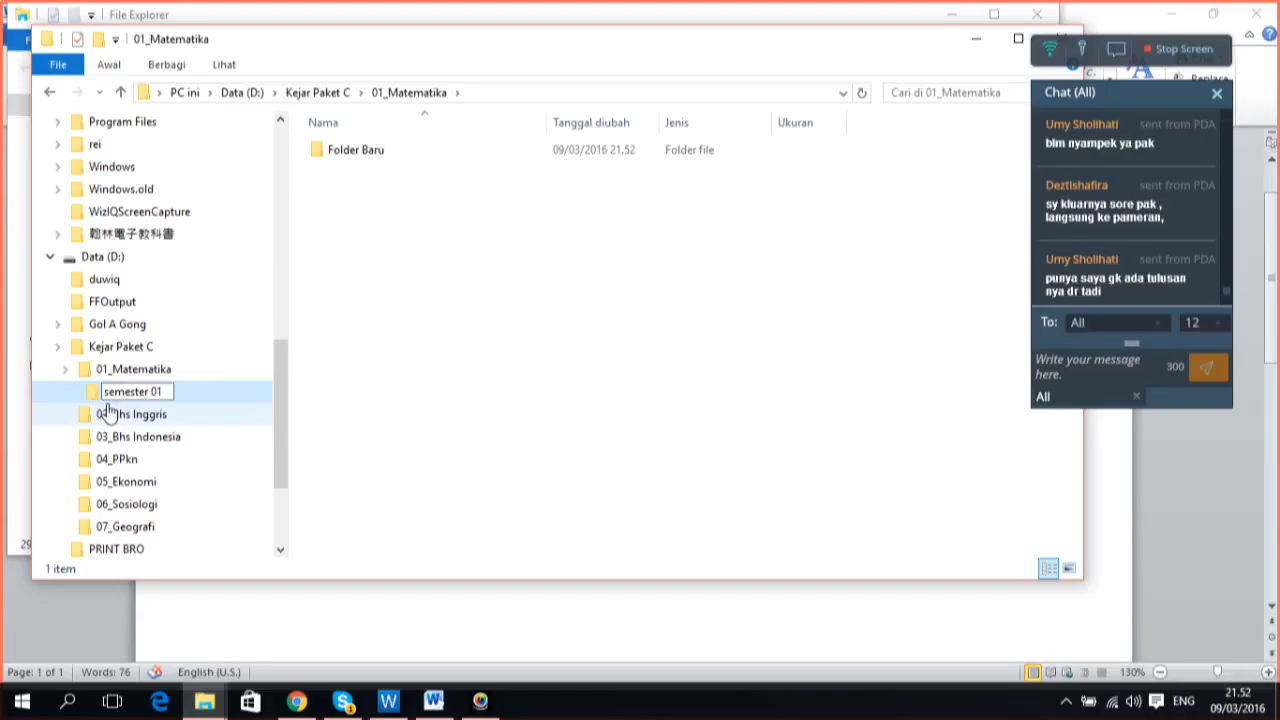 File Explorer
01_Matematika
File Awal Berbagi Lihat
Stop Screen
PC ini Data (D:) Kejar Paket C 01_Matematika
Cari di 01_Matematika
Nama Tanggal diubah Jenis Ukuran
Folder Baru 09/03/2016 21.52 Folder file
Program Files
rei
Windows
Windows.old
WizIQScreenCapture
翰林電子教科書
Data (D:)
duwiq
FFOutput
Gol A Gong
Kejar Paket C
01_Matematika
semester 01
Bhs Inggris
03_Bhs Indonesia
04_PPkn
05_Ekonomi
06_Sosiologi
07_Geografi
PRINT BRO
1 item
Chat (All)
Umy Sholihati sent from PDA
blm nyampek ya pak
Deztishafira sent from PDA
sy kluarnya sore pak ,
langsung ke pameran,
Umy Sholihati sent from PDA
punya saya gk ada tulusan
nya dr tadi
To: All 12
Write your message
here.
300
All
Replace
Page: 1 of 1 Words: 76 English (U.S.) 130%
ENG
21.52
09/03/2016